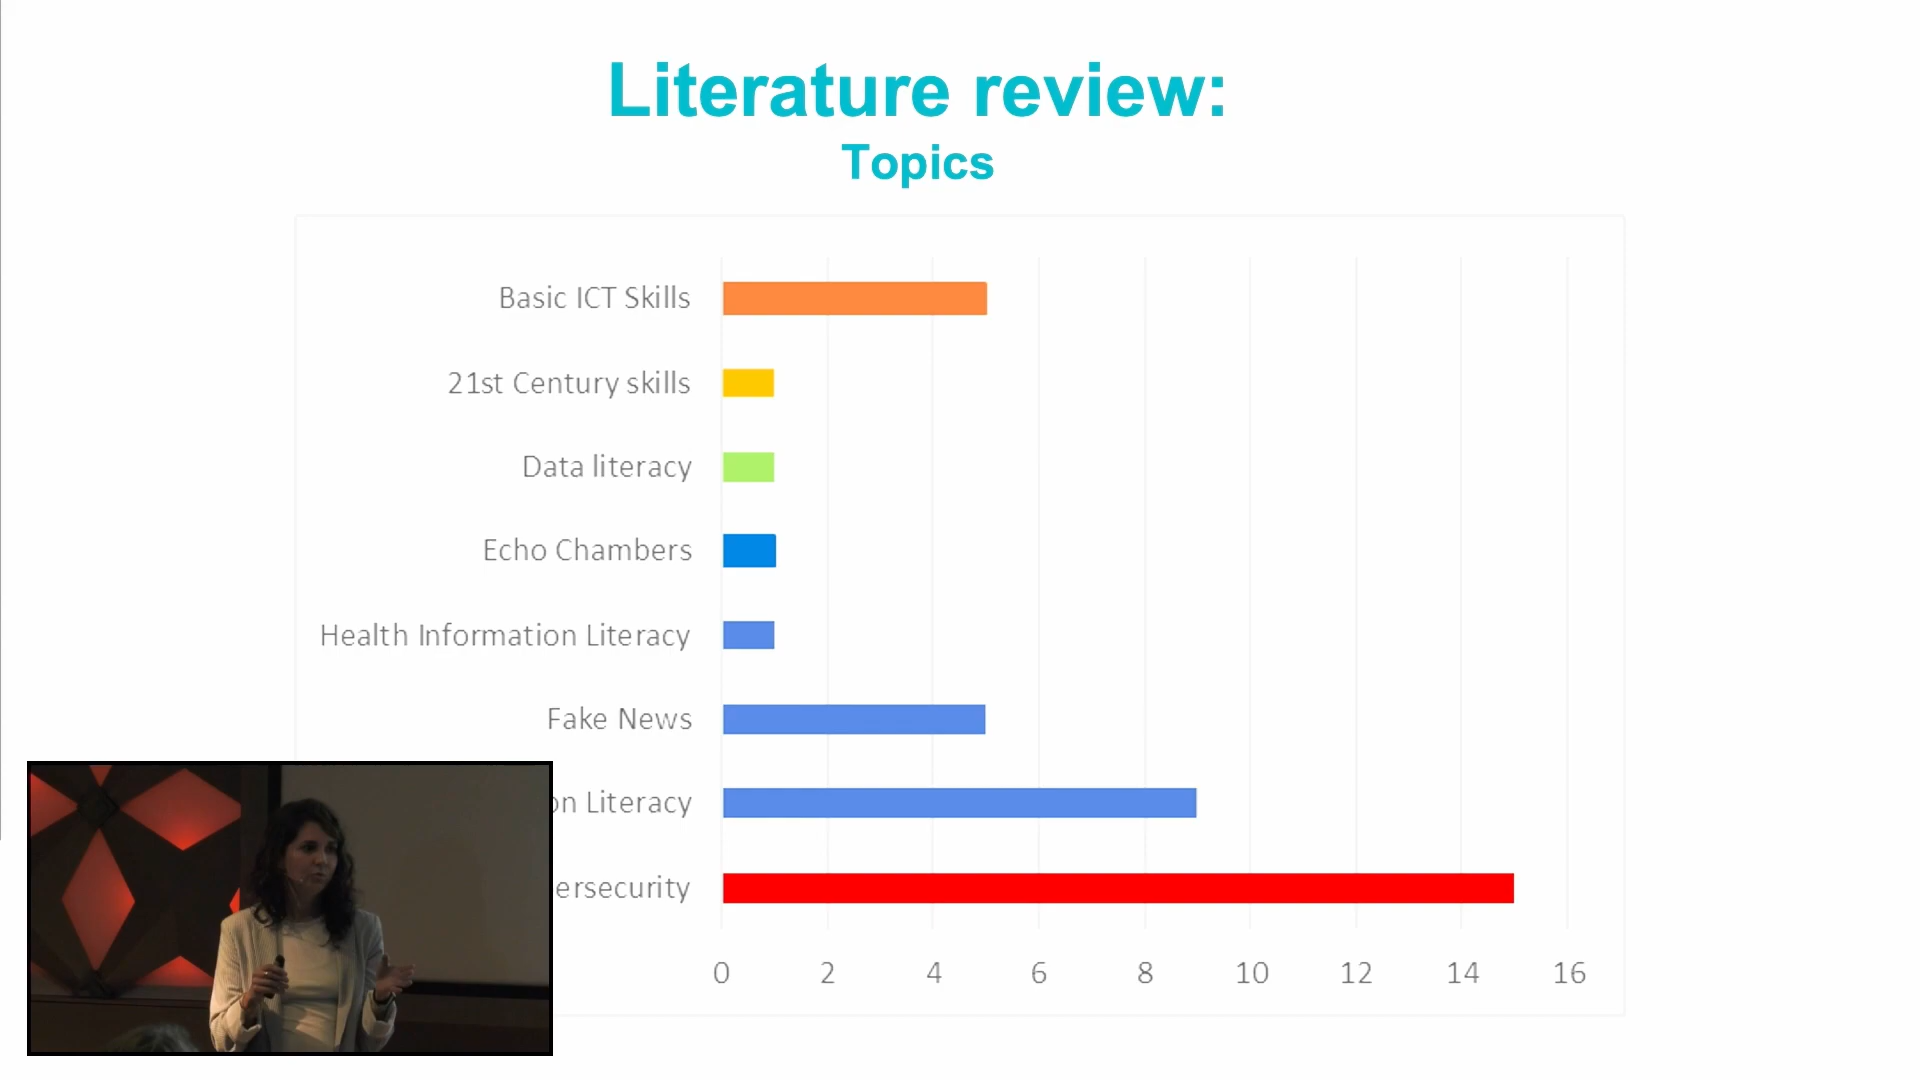 Literature review:
Topics
Basic ICT Skills
21st Century skills
Data literacy
Echo Chambers
Health Information Literacy
Fake News
on Literacy
ersecurity
0 2 4 6 8 10 12 14 16